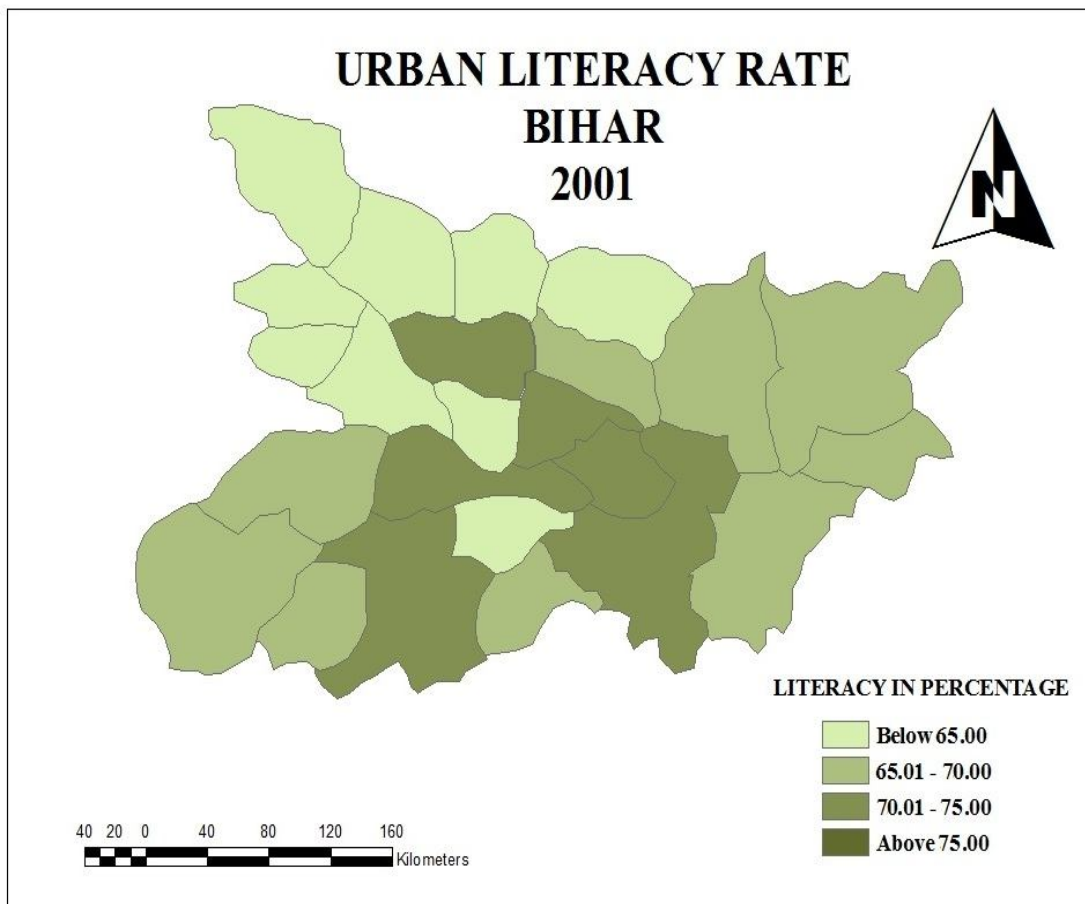 URBAN LITERACY RATE
BIHAR
2001
N
LITERACY IN PERCENTAGE
Below 65.00
65.01 - 70.00
70.01 - 75.00
Above 75.00
40 20 0 40 80 120 160
Kilometers